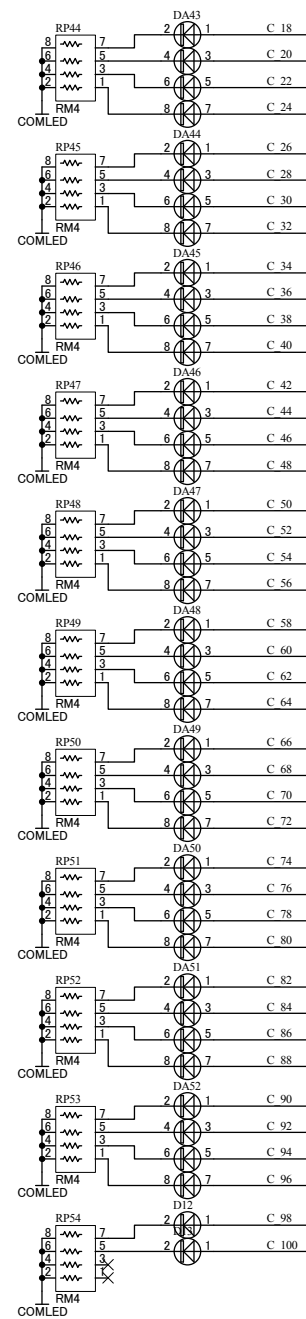 DA43
RP44 2 1 C_18
8 7
6 5 4 3 C_20
4 3 6 5 C_22
2 1 8 7 C_24
COMLED RM4
DA44
RP45 2 1 C_26
8 7
6 5 4 3 C_28
4 3 6 5 C_30
2 1 8 7 C_32
COMLED RM4
DA45
RP46 2 1 C_34
8 7
6 5 4 3 C_36
4 3 6 5 C_38
2 1 8 7 C_40
COMLED RM4
DA46
RP47 2 1 C_42
8 7
6 5 4 3 C_44
4 3 6 5 C_46
2 1 8 7 C_48
COMLED RM4
DA47
RP48 2 1 C_50
8 7
6 5 4 3 C_52
4 3 6 5 C_54
2 1 8 7 C_56
COMLED RM4
DA48
RP49 2 1 C_58
8 7
6 5 4 3 C_60
4 3 6 5 C_62
2 1 8 7 C_64
COMLED RM4
DA49
RP50 2 1 C_66
8 7
6 5 4 3 C_68
4 3 6 5 C_70
2 1 8 7 C_72
COMLED RM4
DA50
RP51 2 1 C_74
8 7
6 5 4 3 C_76
4 3 6 5 C_78
2 1 8 7 C_80
COMLED RM4
DA51
RP52 2 1 C_82
8 7
6 5 4 3 C_84
4 3 6 5 C_86
2 1 8 7 C_88
COMLED RM4
DA52
RP53 2 1 C_90
8 7
6 5 4 3 C_92
4 3 6 5 C_94
2 1 8 7 C_96
COMLED RM4
D12
RP54 2 1 C_98
8 7
6 5 2 1 C_100
4 3
2 1
COMLED RM4